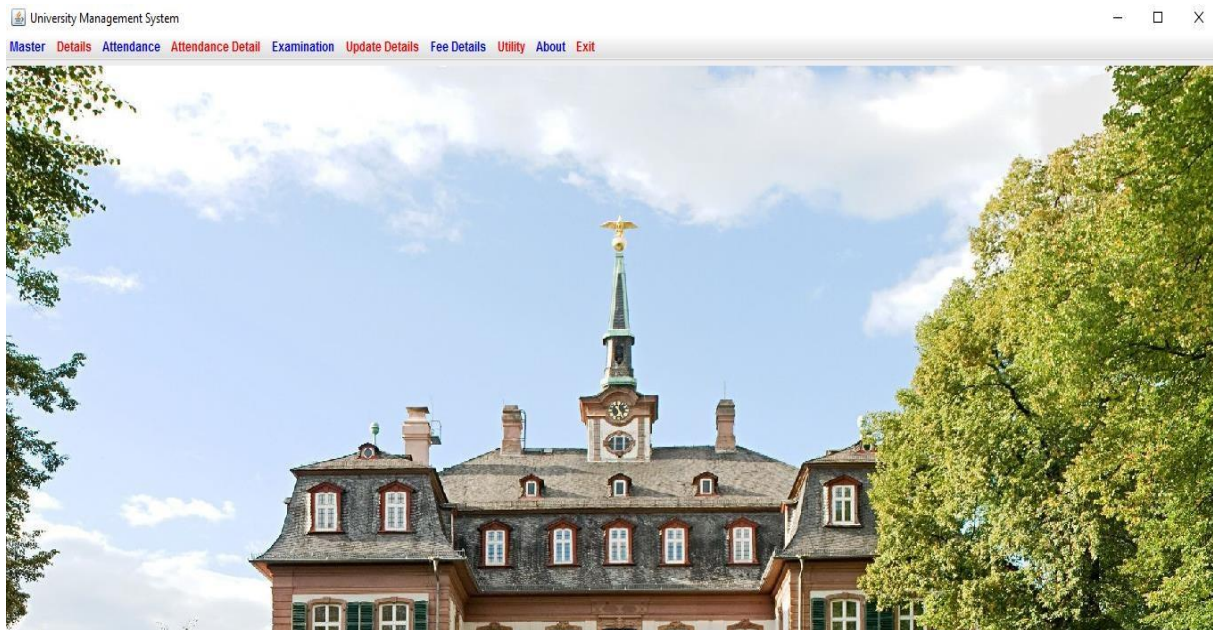 University Management System
Master Details Attendance Attendance Detail Examination Update Details Fee Details Utility About Exit